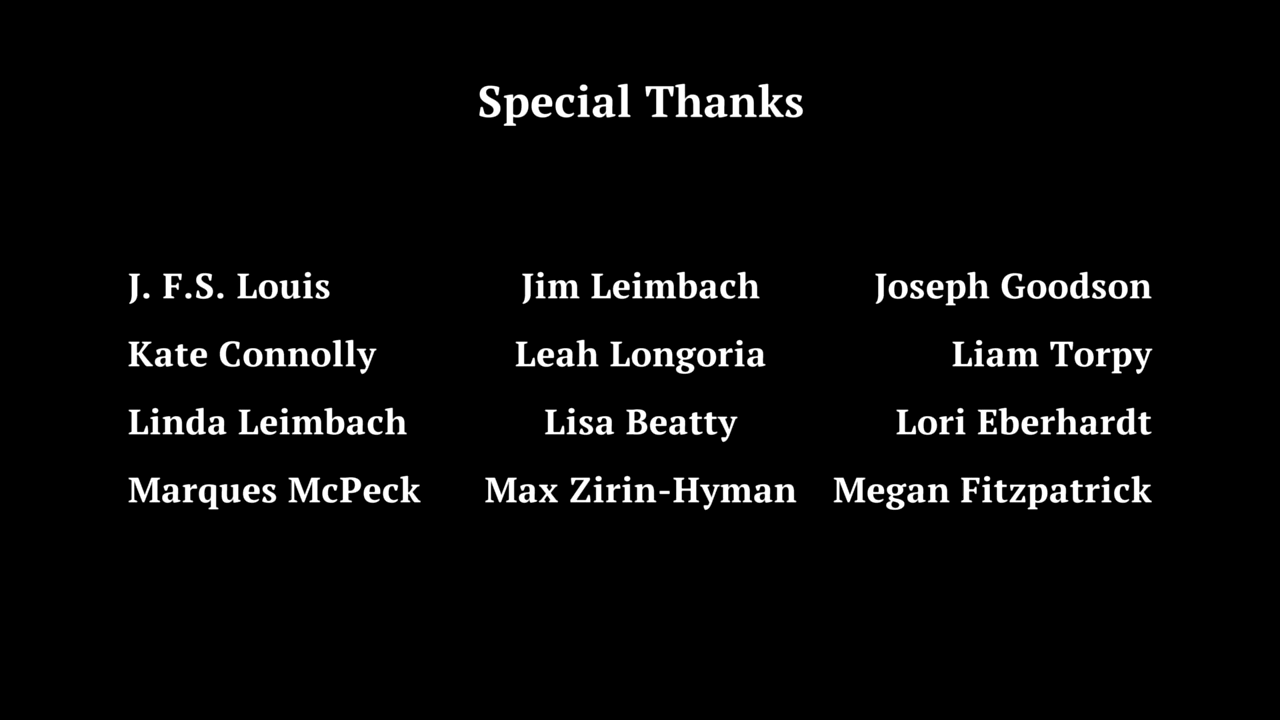 Special Thanks
J. F.S. Louis Jim Leimbach Joseph Goodson
Kate Connolly Leah Longoria Liam Torpy
Linda Leimbach Lisa Beatty Lori Eberhardt
Marques McPeck Max Zirin-Hyman Megan Fitzpatrick